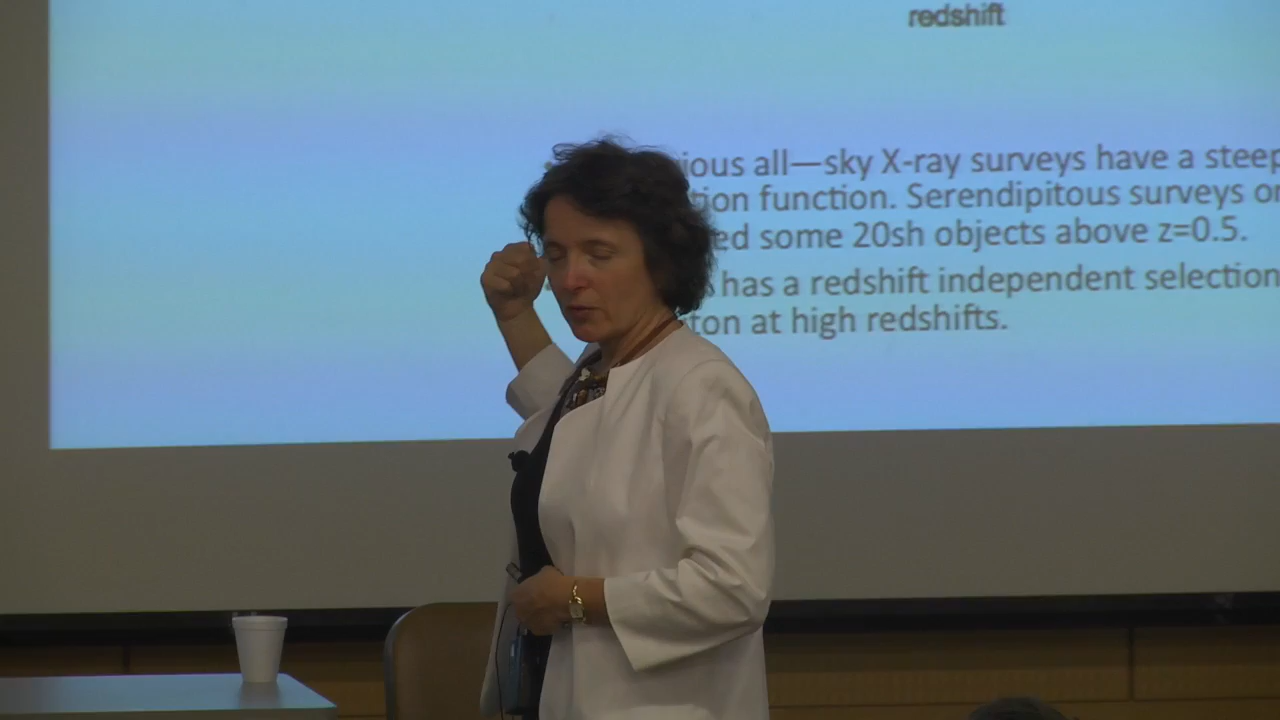 redshift
ious all—sky X-ray surveys have a steep
ion function. Serendipitous surveys
ed some 20sh objects above z=0.5.
has a redshift independent selection
ton at high redshifts.